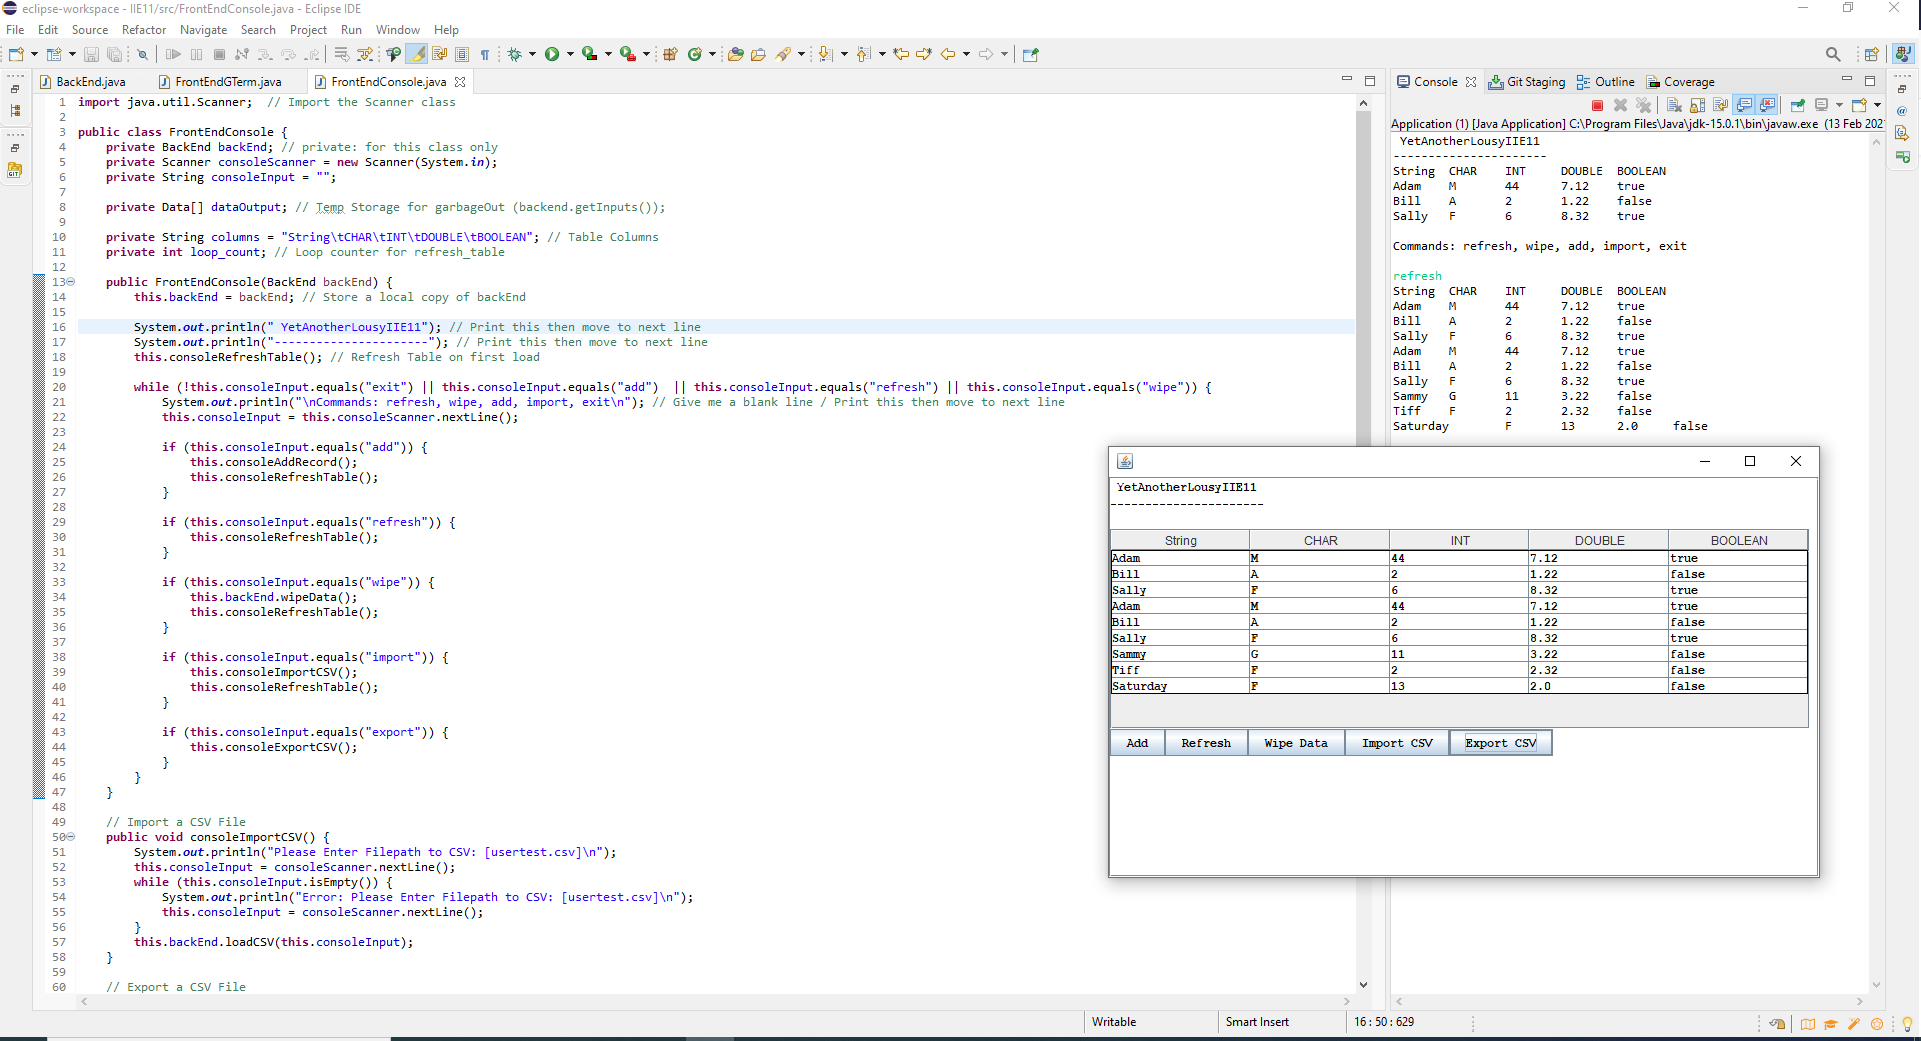 eclipse-workspace - IIE11/src/FrontEndConsole.java - Eclipse IDE
File Edit Source Refactor Navigate Search Project Run Window Help
BackEnd.java FrontEndGTerm.java FrontEndConsole.java
1 import java.util.Scanner;  // Import the Scanner class
2
3 public class FrontEndConsole {
4     private BackEnd backEnd; // private: for this class only
5     private Scanner consoleScanner = new Scanner(System.in);
6     private String consoleInput = "";
7
8     private Data[] dataOutput; // Temp Storage for garbageOut (backend.getInputs());
9
10     private String columns = "String\tCHAR\tINT\tDOUBLE\tBOOLEAN"; // Table Columns
11     private int loop_count; // Loop counter for refresh_table
12
13     public FrontEndConsole(BackEnd backEnd) {
14         this.backEnd = backEnd; // Store a local copy of backEnd
15
16         System.out.println(" YetAnotherLousyIIE11"); // Print this then move to next line
17         System.out.println("----------------------"); // Print this then move to next line
18         this.consoleRefreshTable(); // Refresh Table on first load
19
20         while (!this.consoleInput.equals("exit") || this.consoleInput.equals("add")  || this.consoleInput.equals("refresh") || this.consoleInput.equals("wipe")) {
21             System.out.println("\nCommands: refresh, wipe, add, import, exit\n"); // Give me a blank line / Print this then move to next line
22             this.consoleInput = this.consoleScanner.nextLine();
23
24             if (this.consoleInput.equals("add")) {
25                 this.consoleAddRecord();
26                 this.consoleRefreshTable();
27             }
28
29             if (this.consoleInput.equals("refresh")) {
30                 this.consoleRefreshTable();
31             }
32
33             if (this.consoleInput.equals("wipe")) {
34                 this.backEnd.wipeData();
35                 this.consoleRefreshTable();
36             }
37
38             if (this.consoleInput.equals("import")) {
39                 this.consoleImportCSV();
40                 this.consoleRefreshTable();
41             }
42
43             if (this.consoleInput.equals("export")) {
44                 this.consoleExportCSV();
45             }
46         }
47     }
48
49     // Import a CSV File
50     public void consoleImportCSV() {
51         System.out.println("Please Enter Filepath to CSV: [usertest.csv]\n");
52         this.consoleInput = consoleScanner.nextLine();
53         while (this.consoleInput.isEmpty()) {
54             System.out.println("Error: Please Enter Filepath to CSV: [usertest.csv]\n");
55             this.consoleInput = consoleScanner.nextLine();
56         }
57         this.backEnd.loadCSV(this.consoleInput);
58     }
59
60     // Export a CSV File
Console Git Staging Outline Coverage
Application (1) [Java Application] C:\Program Files\Java\jdk-15.0.1\bin\javaw.exe (13 Feb 202
YetAnotherLousyIIE11
----------------------
String CHAR INT DOUBLE BOOLEAN
Adam M 44 7.12 true
Bill A 2 1.22 false
Sally F 6 8.32 true
Commands: refresh, wipe, add, import, exit
refresh
String CHAR INT DOUBLE BOOLEAN
Adam M 44 7.12 true
Bill A 2 1.22 false
Sally F 6 8.32 true
Adam M 44 7.12 true
Bill A 2 1.22 false
Sally F 6 8.32 true
Sammy G 11 3.22 false
Tiff F 2 2.32 false
Saturday F 13 2.0 false
YetAnotherLousyIIE11
----------------------
String CHAR INT DOUBLE BOOLEAN
Adam M 44 7.12 true
Bill A 2 1.22 false
Sally F 6 8.32 true
Adam M 44 7.12 true
Bill A 2 1.22 false
Sally F 6 8.32 true
Sammy G 11 3.22 false
Tiff F 2 2.32 false
Saturday F 13 2.0 false
Add Refresh Wipe Data Import CSV Export CSV
Writable Smart Insert 16 : 50 : 629